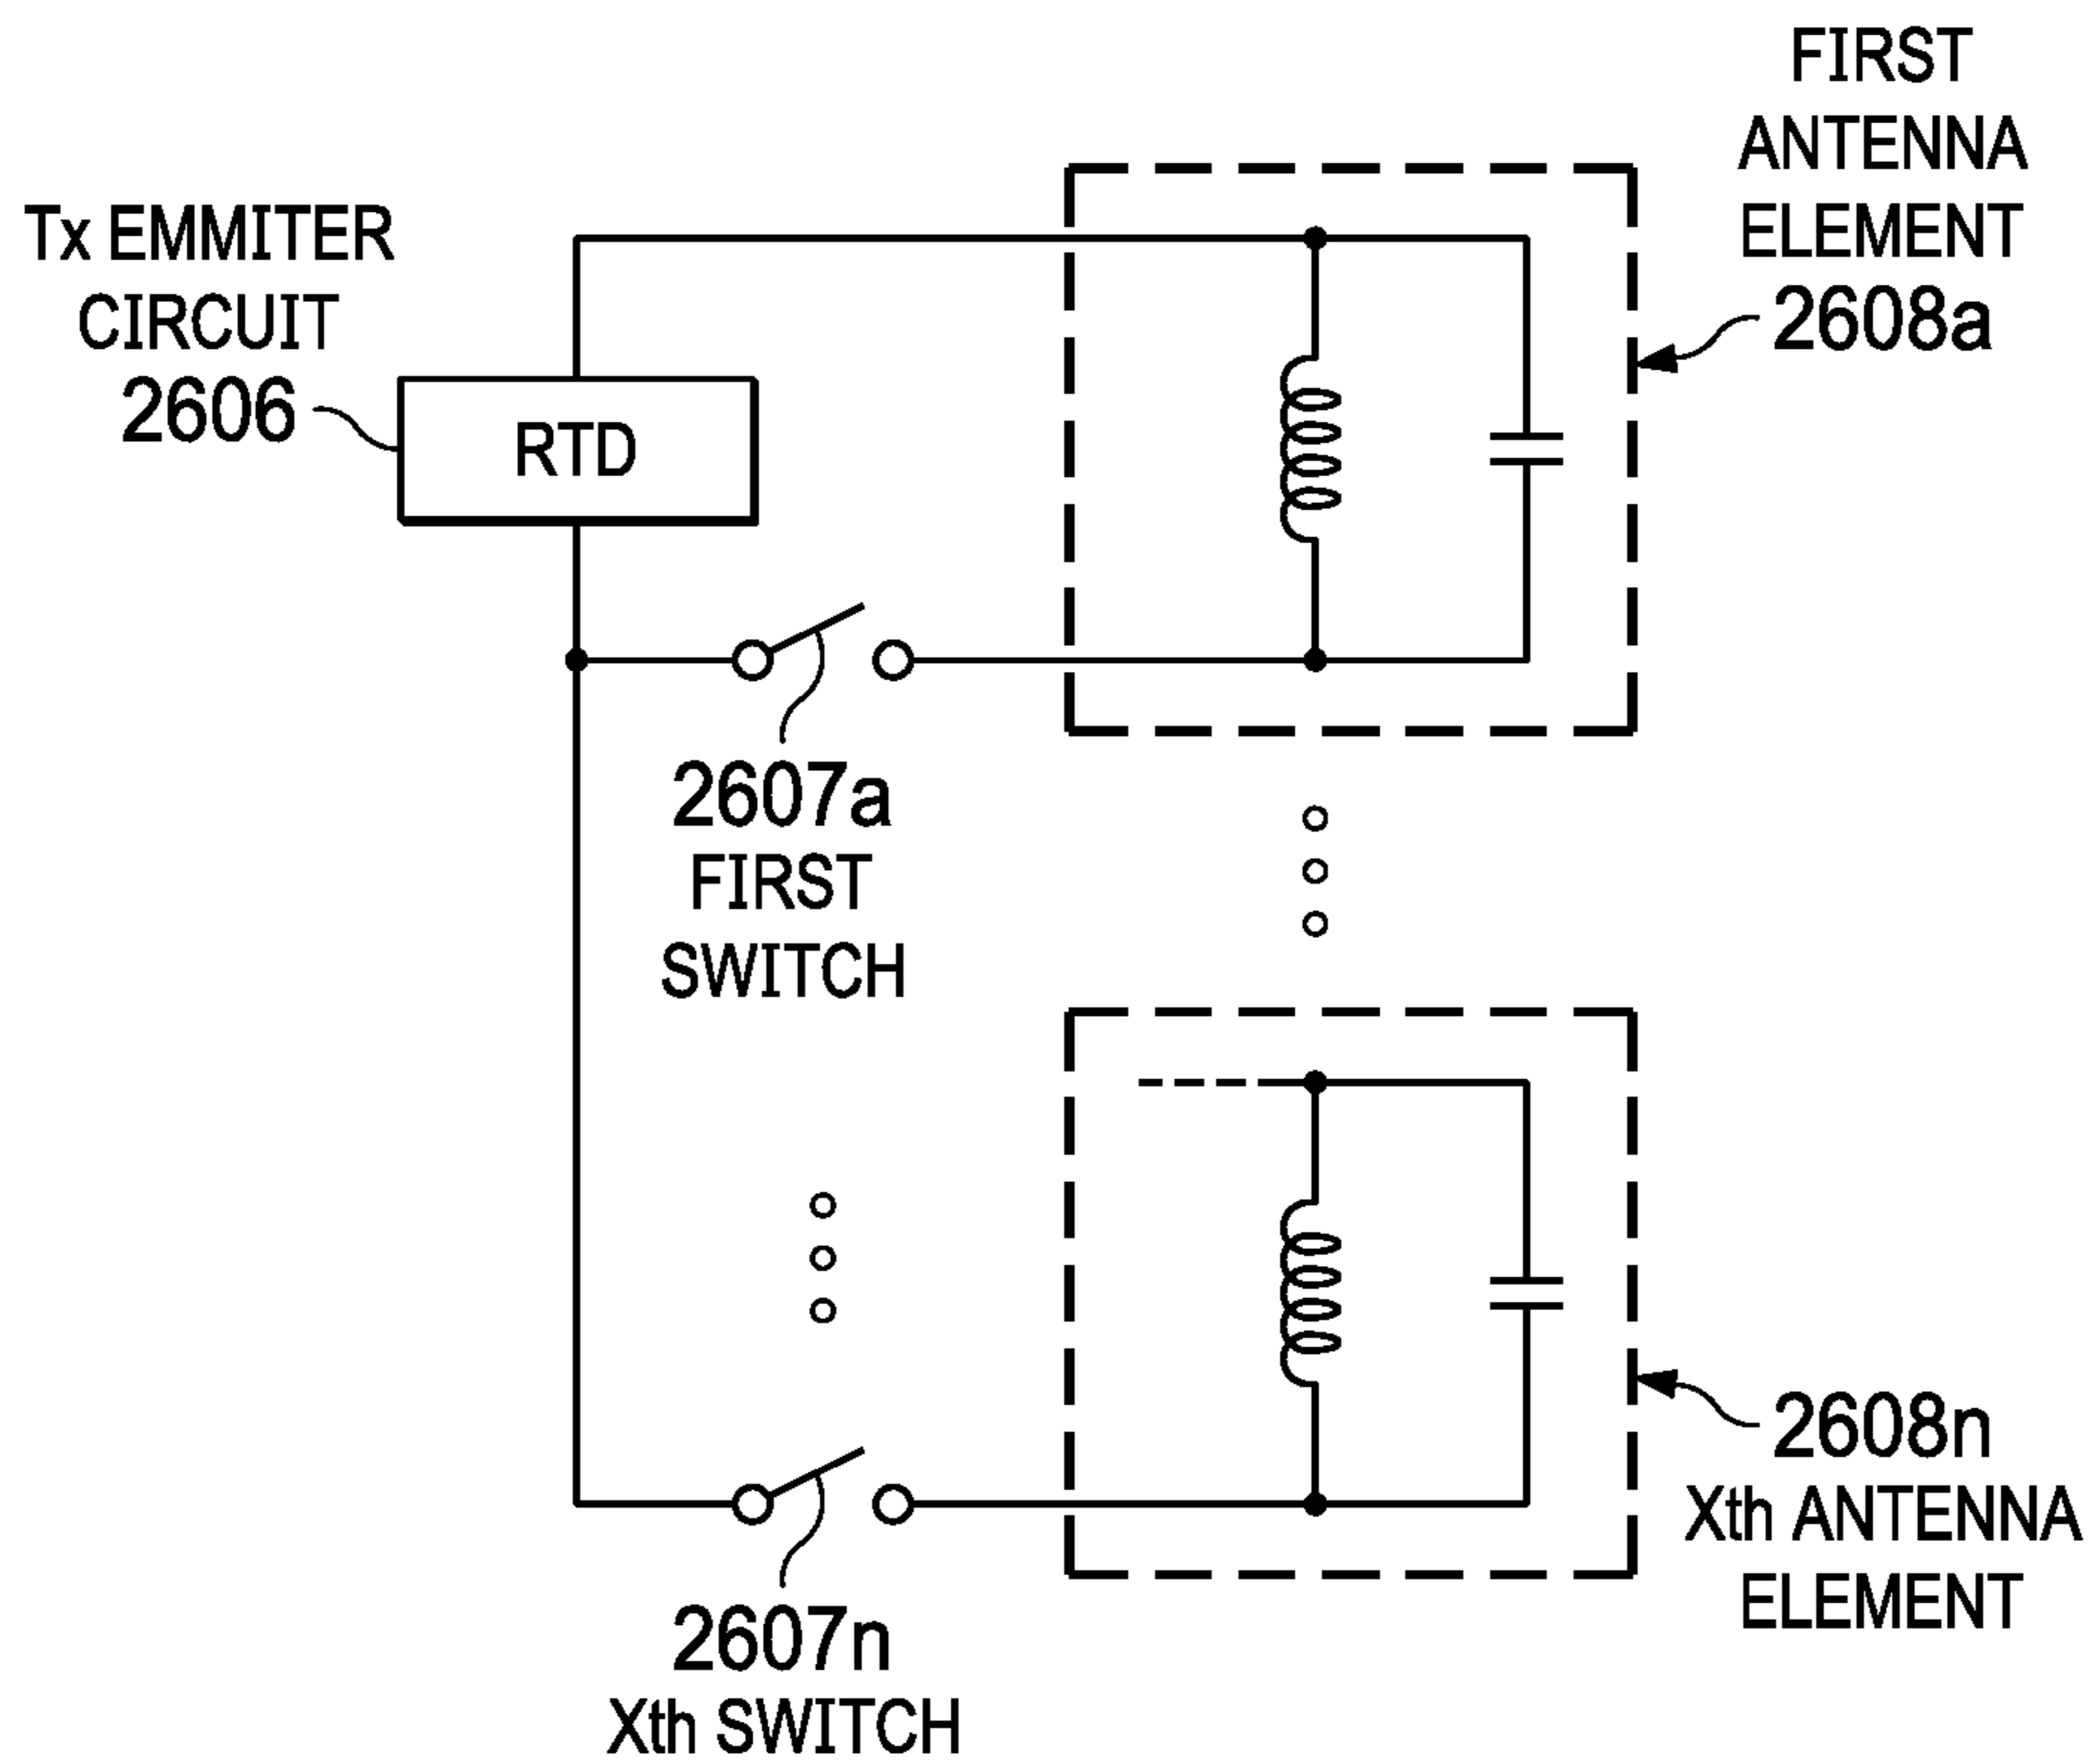 FIRST
ANTENNA
ELEMENT
2608a
Tx EMMITER
CIRCUIT
2606
RTD
2607a
FIRST
SWITCH
2608n
Xth ANTENNA
ELEMENT
2607n
Xth SWITCH